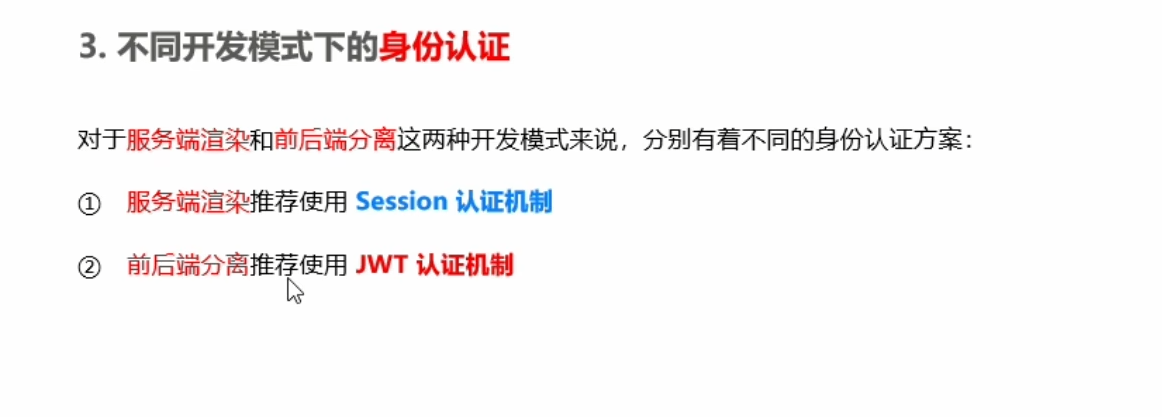 3. 不同开发模式下的身份认证
对于服务端渲染和前后端分离这两种开发模式来说，分别有着不同的身份认证方案：
① 服务端渲染推荐使用 Session 认证机制
② 前后端分离推荐使用 JWT 认证机制